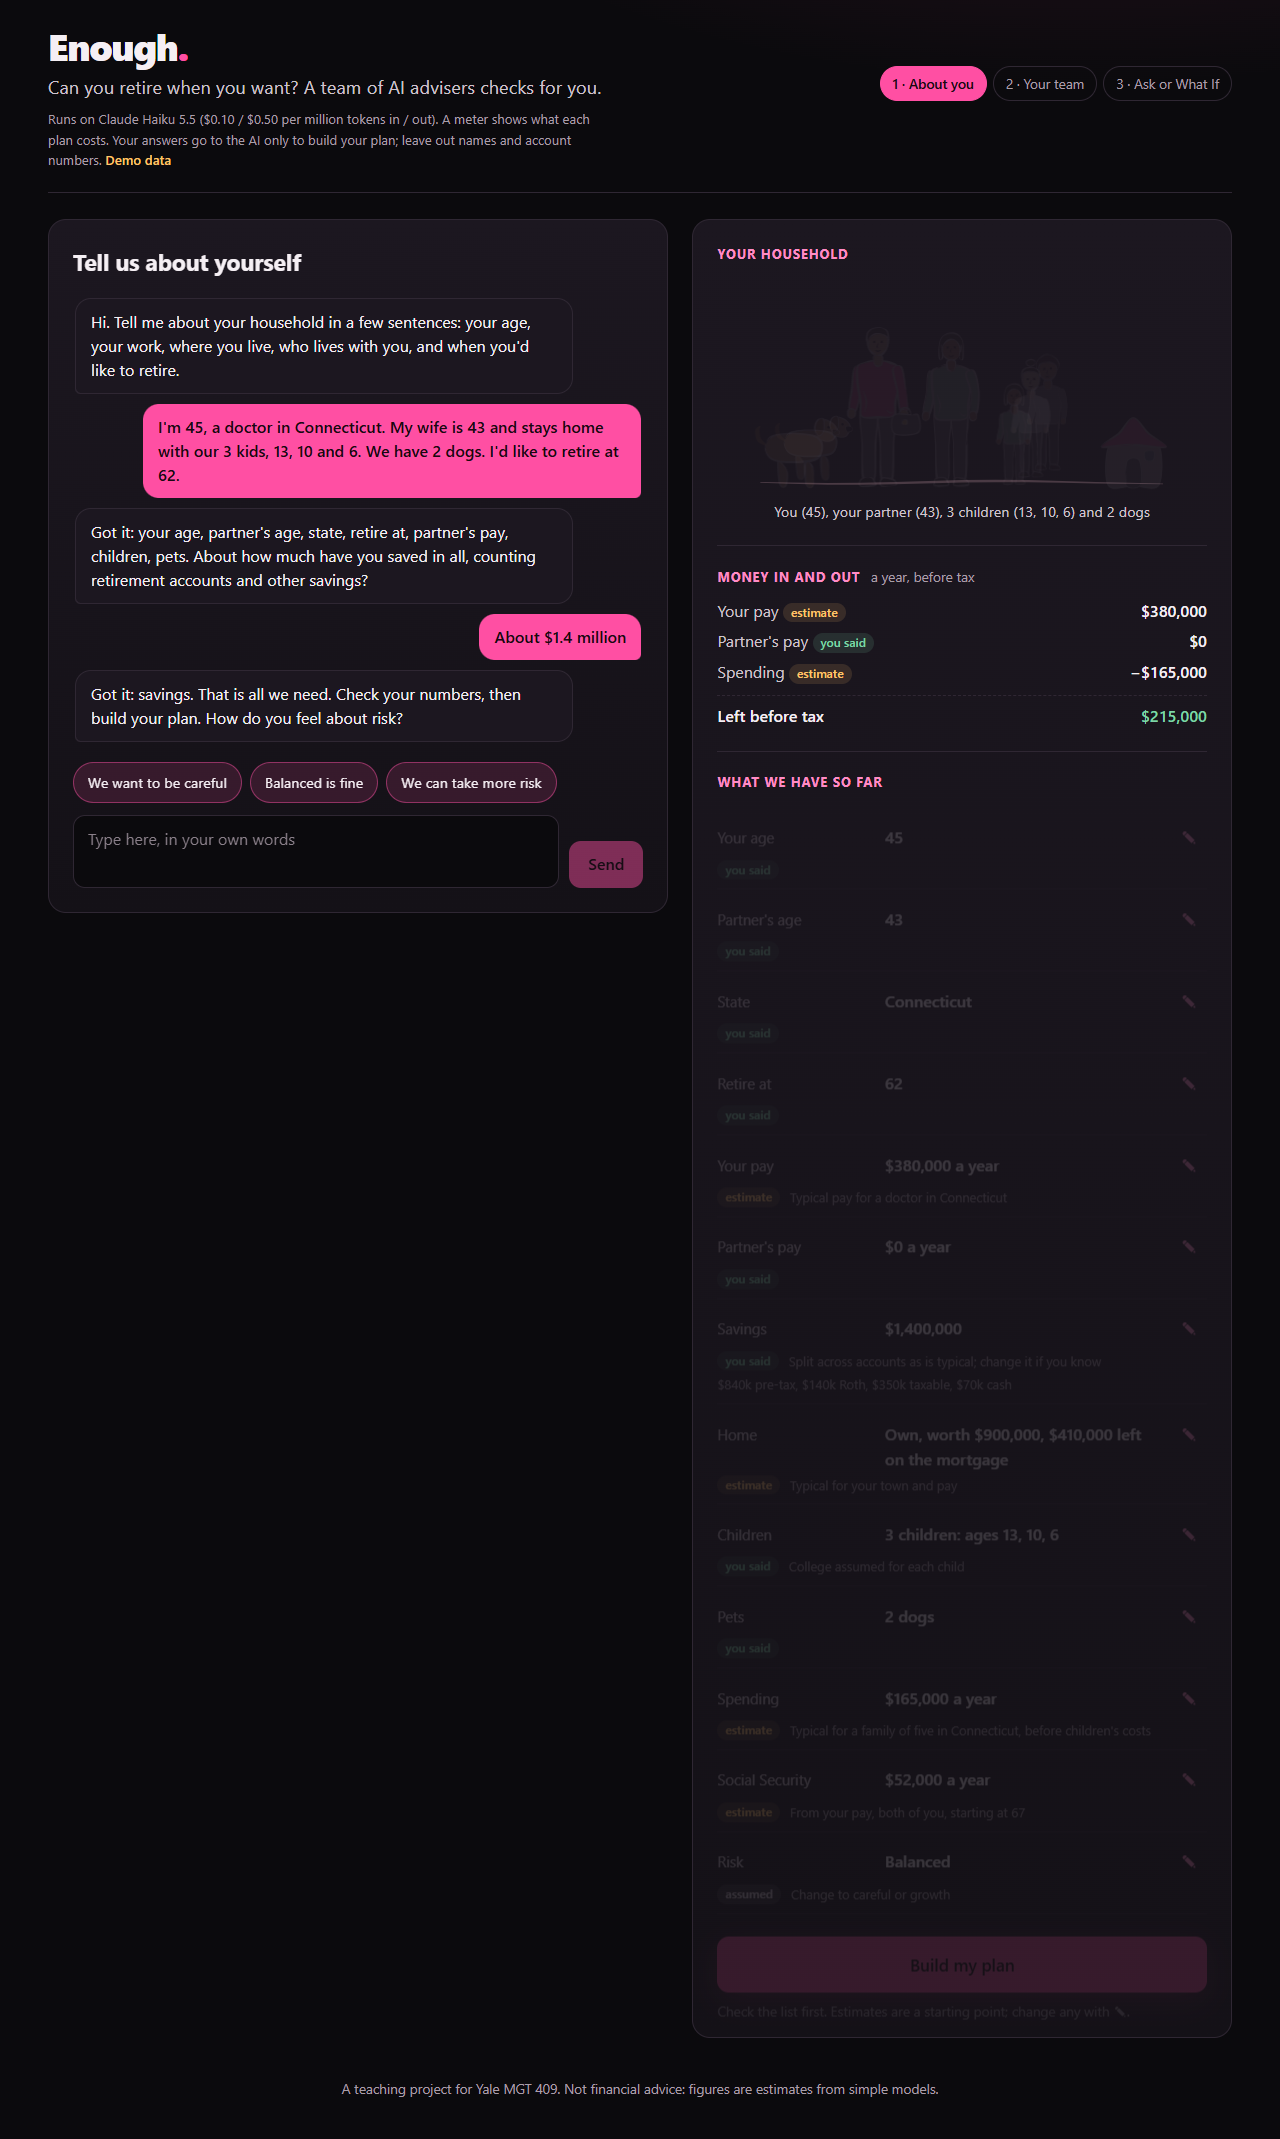 Enough.
Can you retire when you want? A team of AI advisers checks for you.
Runs on Claude Haiku 5.5 ($0.10 / $0.50 per million tokens in / out). A meter shows what each
plan costs. Your answers go to the AI only to build your plan; leave out names and account
numbers. Demo data
1 · About you
2 · Your team
3 · Ask or What If
Tell us about yourself
Hi. Tell me about your household in a few sentences: your age,
your work, where you live, who lives with you, and when you'd
like to retire.
I'm 45, a doctor in Connecticut. My wife is 43 and stays home
with our 3 kids, 13, 10 and 6. We have 2 dogs. I'd like to retire at
62.
Got it: your age, partner's age, state, retire at, partner's pay,
children, pets. About how much have you saved in all, counting
retirement accounts and other savings?
About $1.4 million
Got it: savings. That is all we need. Check your numbers, then
build your plan. How do you feel about risk?
We want to be careful
Balanced is fine
We can take more risk
Type here, in your own words
Send
YOUR HOUSEHOLD
You (45), your partner (43), 3 children (13, 10, 6) and 2 dogs
MONEY IN AND OUT a year, before tax
Your pay estimate $380,000
Partner's pay you said $0
Spending estimate −$165,000
Left before tax $215,000
WHAT WE HAVE SO FAR
Your age 45
you said
Partner's age 43
you said
State Connecticut
you said
Retire at 62
you said
Your pay $380,000 a year
estimate Typical pay for a doctor in Connecticut
Partner's pay $0 a year
you said
Savings $1,400,000
you said Split across accounts as is typical; change it if you know
$840k pre-tax, $140k Roth, $350k taxable, $70k cash
Home Own, worth $900,000, $410,000 left
on the mortgage
estimate Typical for your town and pay
Children 3 children: ages 13, 10, 6
you said College assumed for each child
Pets 2 dogs
you said
Spending $165,000 a year
estimate Typical for a family of five in Connecticut, before children's costs
Social Security $52,000 a year
estimate From your pay, both of you, starting at 67
Risk Balanced
assumed Change to careful or growth
Build my plan
Check the list first. Estimates are a starting point: change any with ✎.
A teaching project for Yale MGT 409. Not financial advice: figures are estimates from simple models.